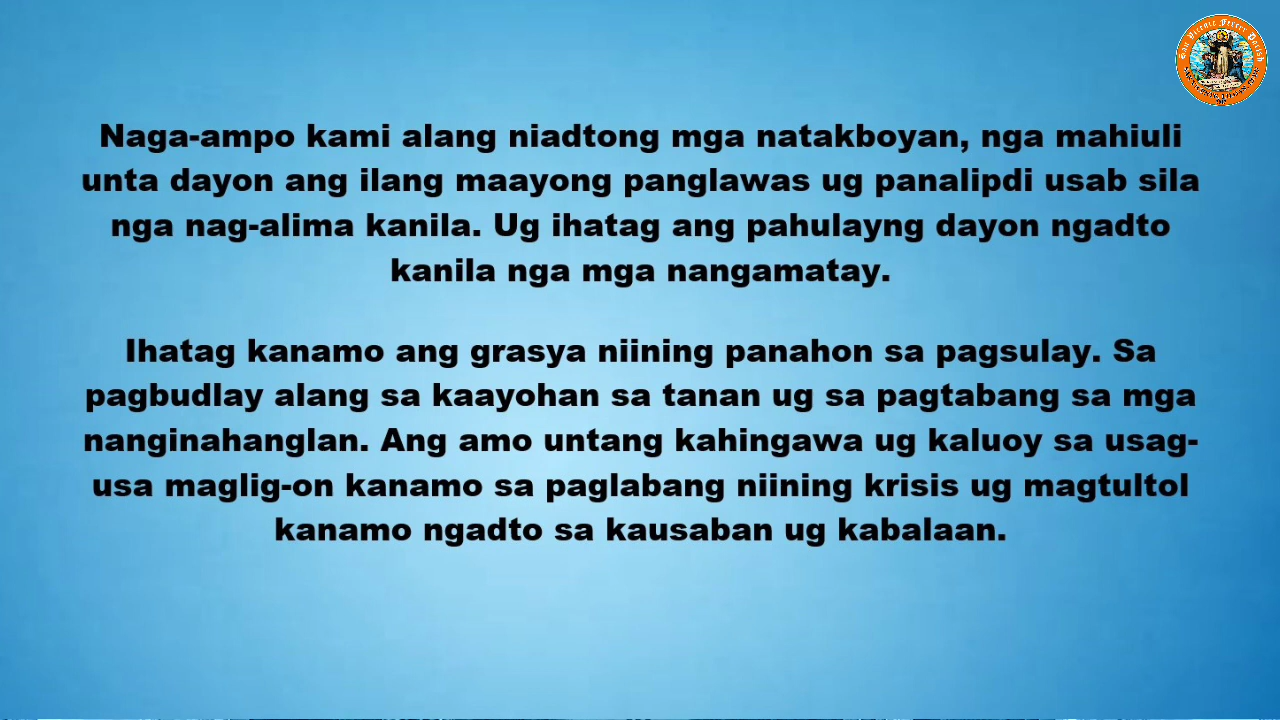 San Vicente Ferrer Parish
Naga-ampo kami alang niadtong mga natakboyan, nga mahiuli
unta dayon ang ilang maayong panglawas ug panalipdi usab sila
nga nag-alima kanila. Ug ihatag ang pahulayng dayon ngadto
kanila nga mga nangamatay.
Ihatag kanamo ang grasya niining panahon sa pagsulay. Sa
pagbudlay alang sa kaayohan sa tanan ug sa pagtabang sa mga
nanginahanglan. Ang amo untang kahingawa ug kaluoy sa usag-
usa maglig-on kanamo sa paglabang niining krisis ug magtultol
kanamo ngadto sa kausaban ug kabalaan.